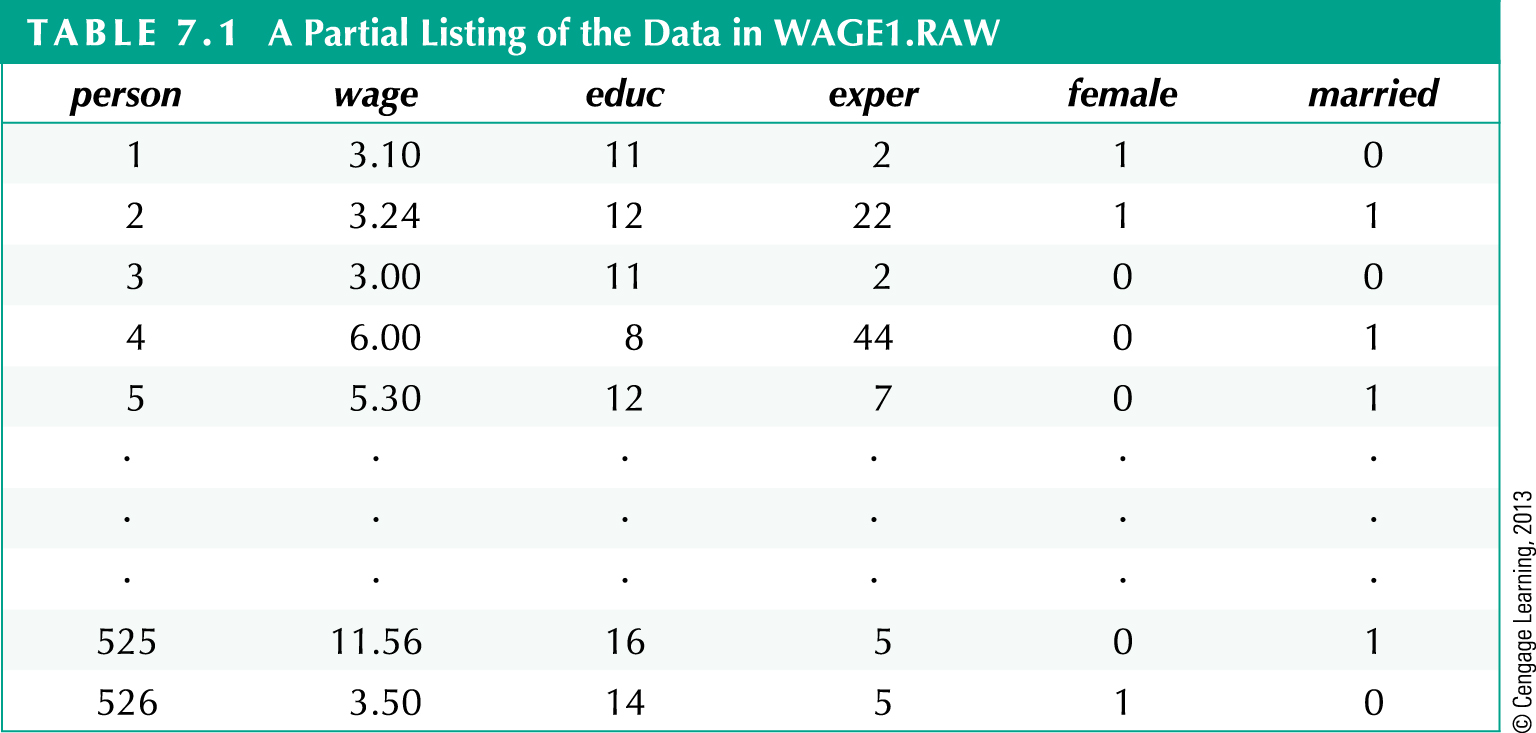 TABLE 7.1 A Partial Listing of the Data in WAGE1.RAW
person wage educ exper female married
1 3.10 11 2 1 0
2 3.24 12 22 1 1
3 3.00 11 2 0 0
4 6.00 8 44 0 1
5 5.30 12 7 0 1
. . . . . .
. . . . . .
. . . . . .
525 11.56 16 5 0 1
526 3.50 14 5 1 0
© Cengage Learning, 2013